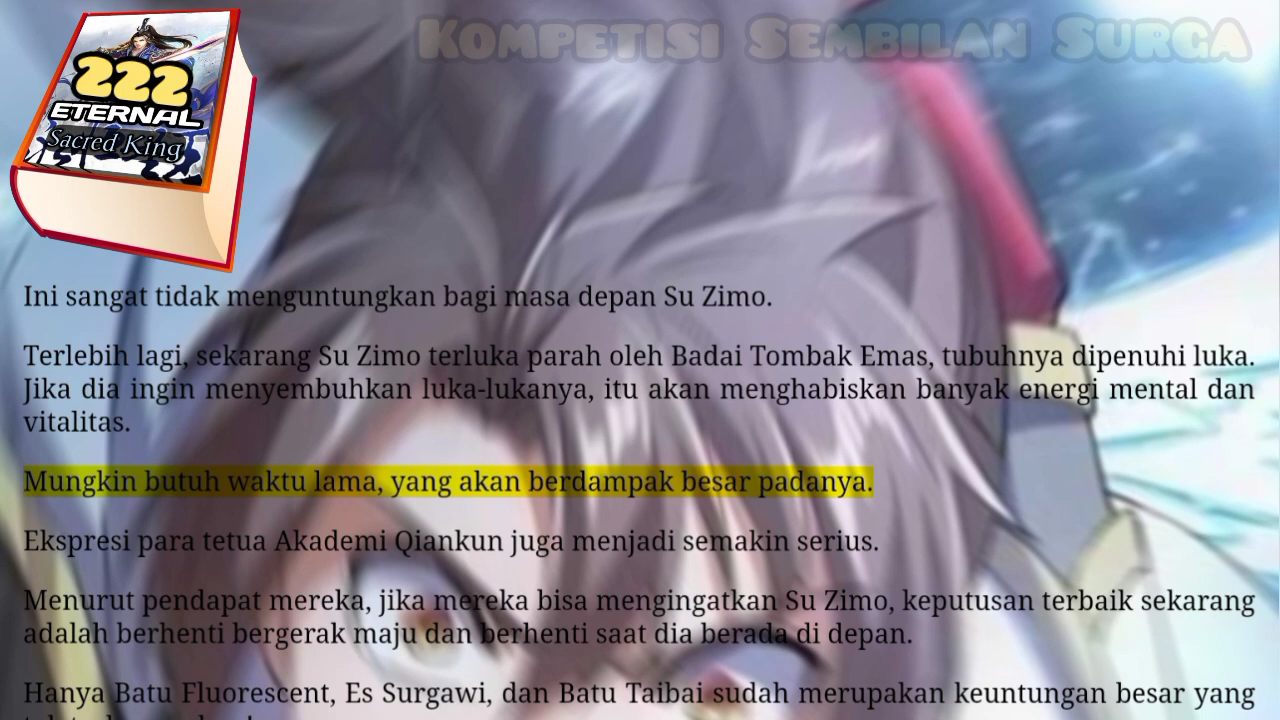 Kompetisi Sembilan Surga
222
ETERNAL
Sacred King
Ini sangat tidak menguntungkan bagi masa depan Su Zimo.
Terlebih lagi, sekarang Su Zimo terluka parah oleh Badai Tombak Emas, tubuhnya dipenuhi luka.
Jika dia ingin menyembuhkan luka-lukanya, itu akan menghabiskan banyak energi mental dan
vitalitas.
Mungkin butuh waktu lama, yang akan berdampak besar padanya.
Ekspresi para tetua Akademi Qiankun juga menjadi semakin serius.
Menurut pendapat mereka, jika mereka bisa mengingatkan Su Zimo, keputusan terbaik sekarang
adalah berhenti bergerak maju dan berhenti saat dia berada di depan.
Hanya Batu Fluorescent, Es Surgawi, dan Batu Taibai sudah merupakan keuntungan besar yang